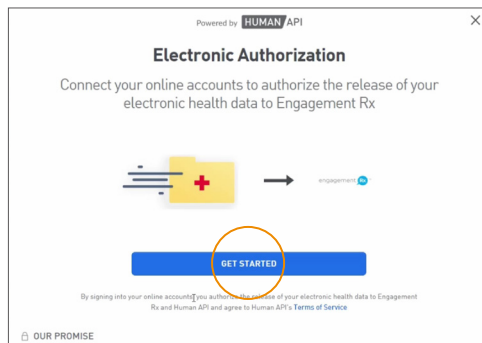 Powered by HUMAN API
Electronic Authorization
Connect your online accounts to authorize the release of your
electronic health data to Engagement Rx
engagement Rx
GET STARTED
By signing into your online accounts, you authorize the release of your electronic health data to Engagement
Rx and Human API and agree to Human API's Terms of Service
OUR PROMISE